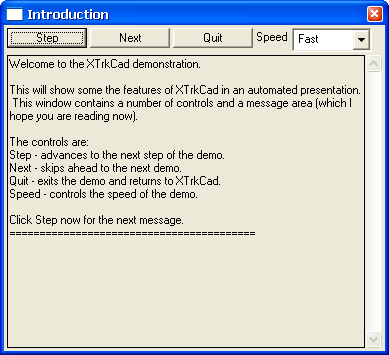 Introduction
Step Next Quit Speed Fast
Welcome to the XTrkCad demonstration.
This will show some the features of XTrkCad in an automated presentation.
This window contains a number of controls and a message area (which I
hope you are reading now).
The controls are:
Step - advances to the next step of the demo.
Next - skips ahead to the next demo.
Quit - exits the demo and returns to XTrkCad.
Speed - controls the speed of the demo.
Click Step now for the next message.
=========================================